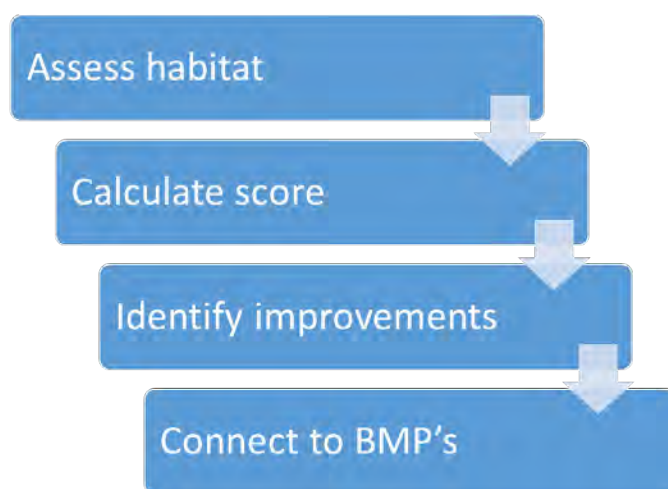 Assess habitat
Calculate score
Identify improvements
Connect to BMP's